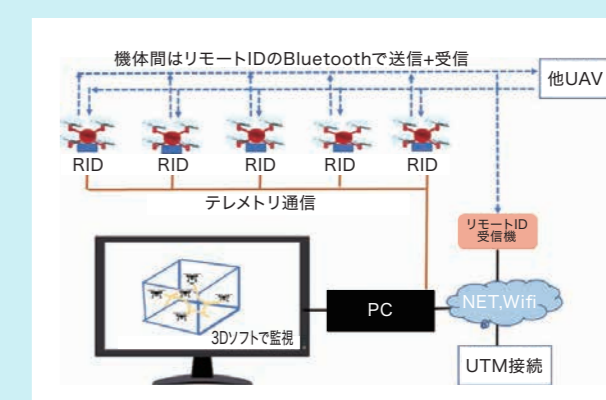 機体間はリモートIDのBluetoothで送信+受信
他UAV
RID RID RID RID RID
テレメトリ通信
リモートID
受信機
3Dソフトで監視
PC
NET,Wifi
UTM接続